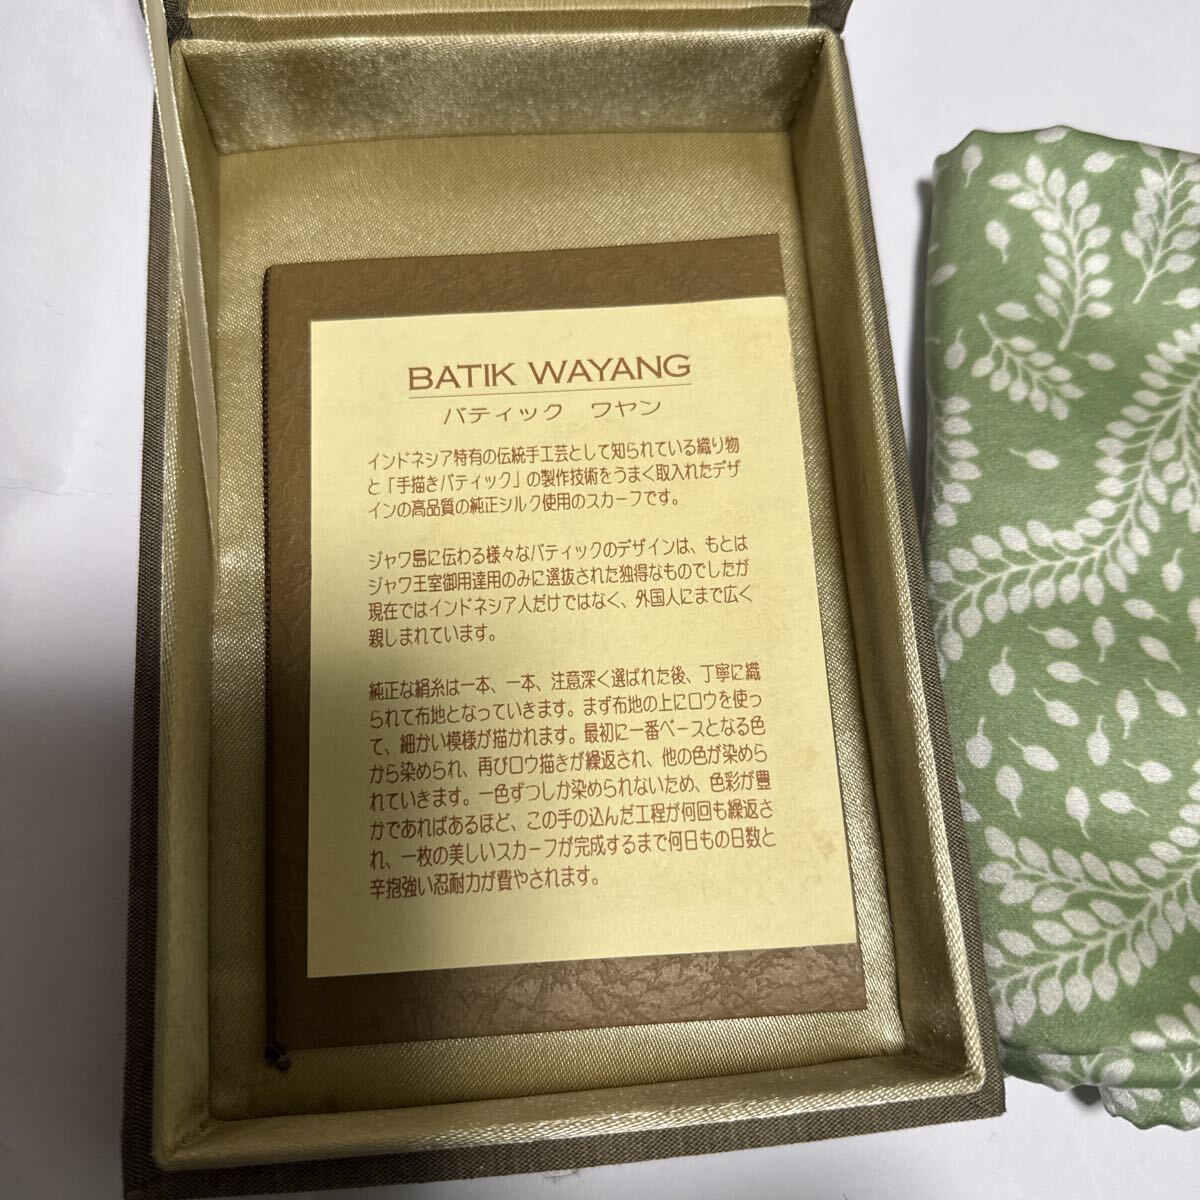 BATIK WAYANG
バティック ワヤン
インドネシア特有の伝統手工芸として知られている織り物
と「手描きバティック」の製作技術をうまく取入れたデザ
インの高品質の純正シルク使用のスカーフです。
ジャワ島に伝わる様々なバティックのデザインは、もとは
ジャワ王室御用達用のみに選抜された独得なものでしたが
現在ではインドネシア人だけではなく、外国人にまで広く
親しまれています。
純正な絹糸は一本、一本、注意深く選ばれた後、丁寧に織
られて布地となっていきます。まず布地の上にロウを使っ
て、細かい模様が描かれます。最初に一番ベースとなる色
から染められ、再びロウ描きが繰返され、他の色が染めら
れていきます。一色ずつしか染められないため、色彩が豊
かであればあるほど、この手の込んだ工程が何回も繰返さ
れ、一枚の美しいスカーフが完成するまで何日もの日数と
辛抱強い忍耐力が費やされます。